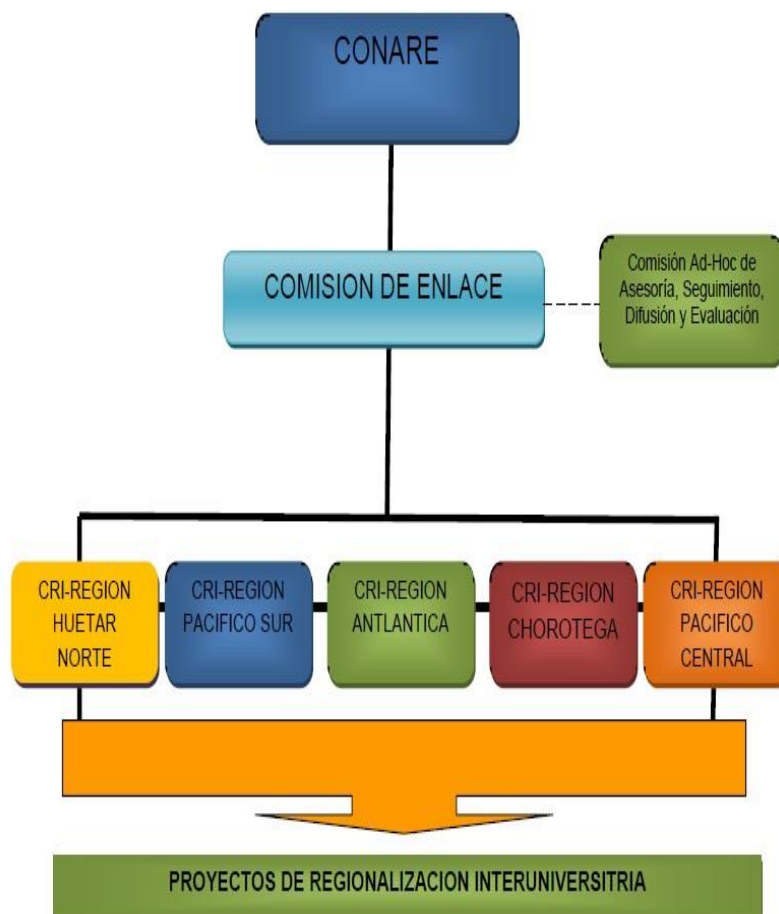 CONARE
COMISION DE ENLACE
Comisión Ad-Hoc de
Asesoría, Seguimiento,
Difusión y Evaluación
CRI-REGION
HUETAR
NORTE
CRI-REGION
PACIFICO SUR
CRI-REGION
ANTLANTICA
CRI-REGION
CHOROTEGA
CRI-REGION
PACIFICO
CENTRAL
PROYECTOS DE REGIONALIZACION INTERUNIVERSITRIA